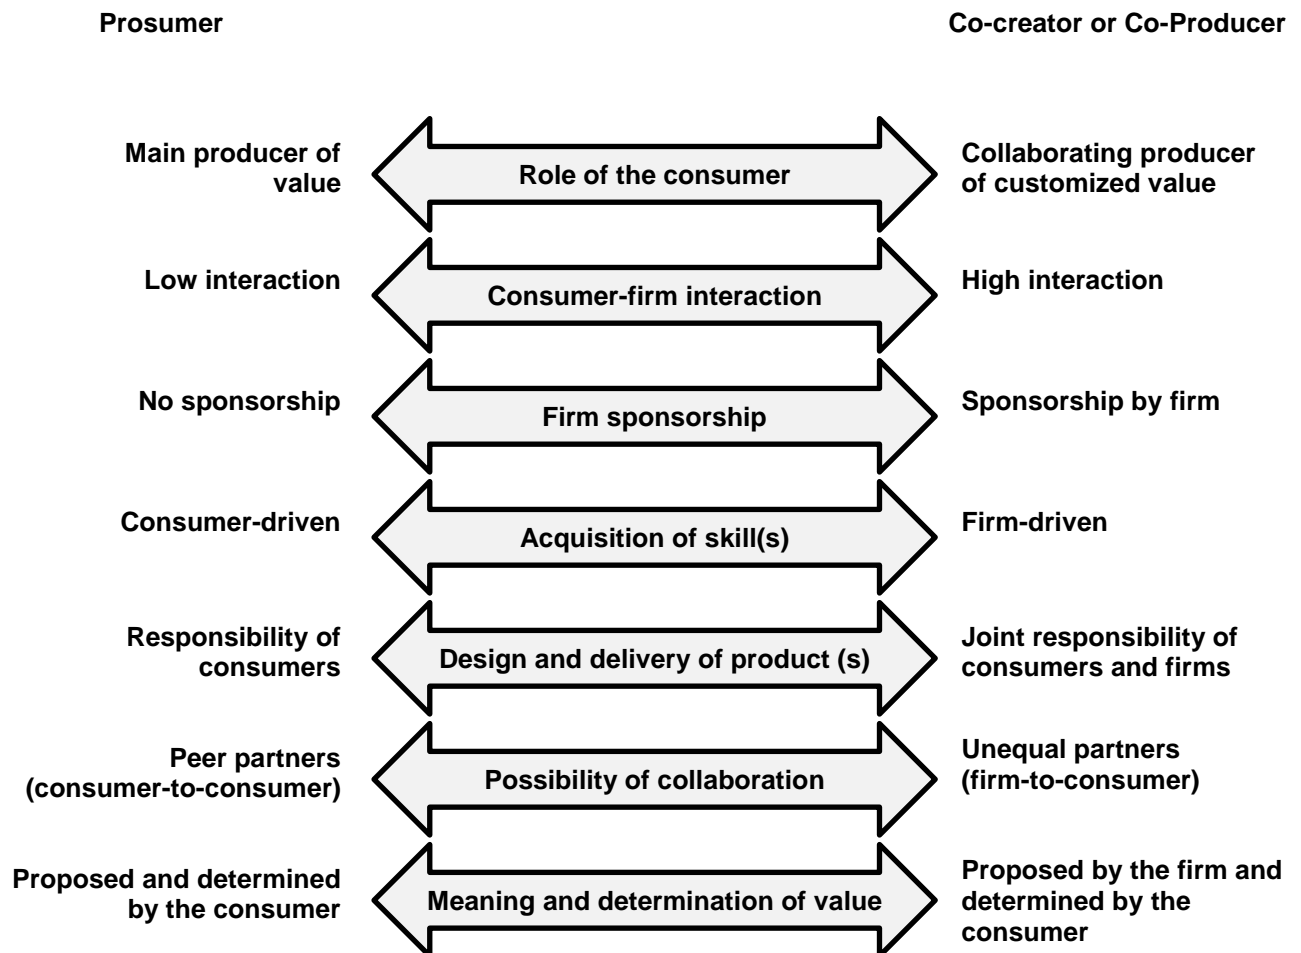 Prosumer
Co-creator or Co-Producer
Main producer of
value
Role of the consumer
Collaborating producer
of customized value
Low interaction
Consumer-firm interaction
High interaction
No sponsorship
Firm sponsorship
Sponsorship by firm
Consumer-driven
Acquisition of skill(s)
Firm-driven
Responsibility of
consumers
Design and delivery of product (s)
Joint responsibility of
consumers and firms
Peer partners
(consumer-to-consumer)
Possibility of collaboration
Unequal partners
(firm-to-consumer)
Proposed and determined
by the consumer
Meaning and determination of value
Proposed by the firm and
determined by the
consumer